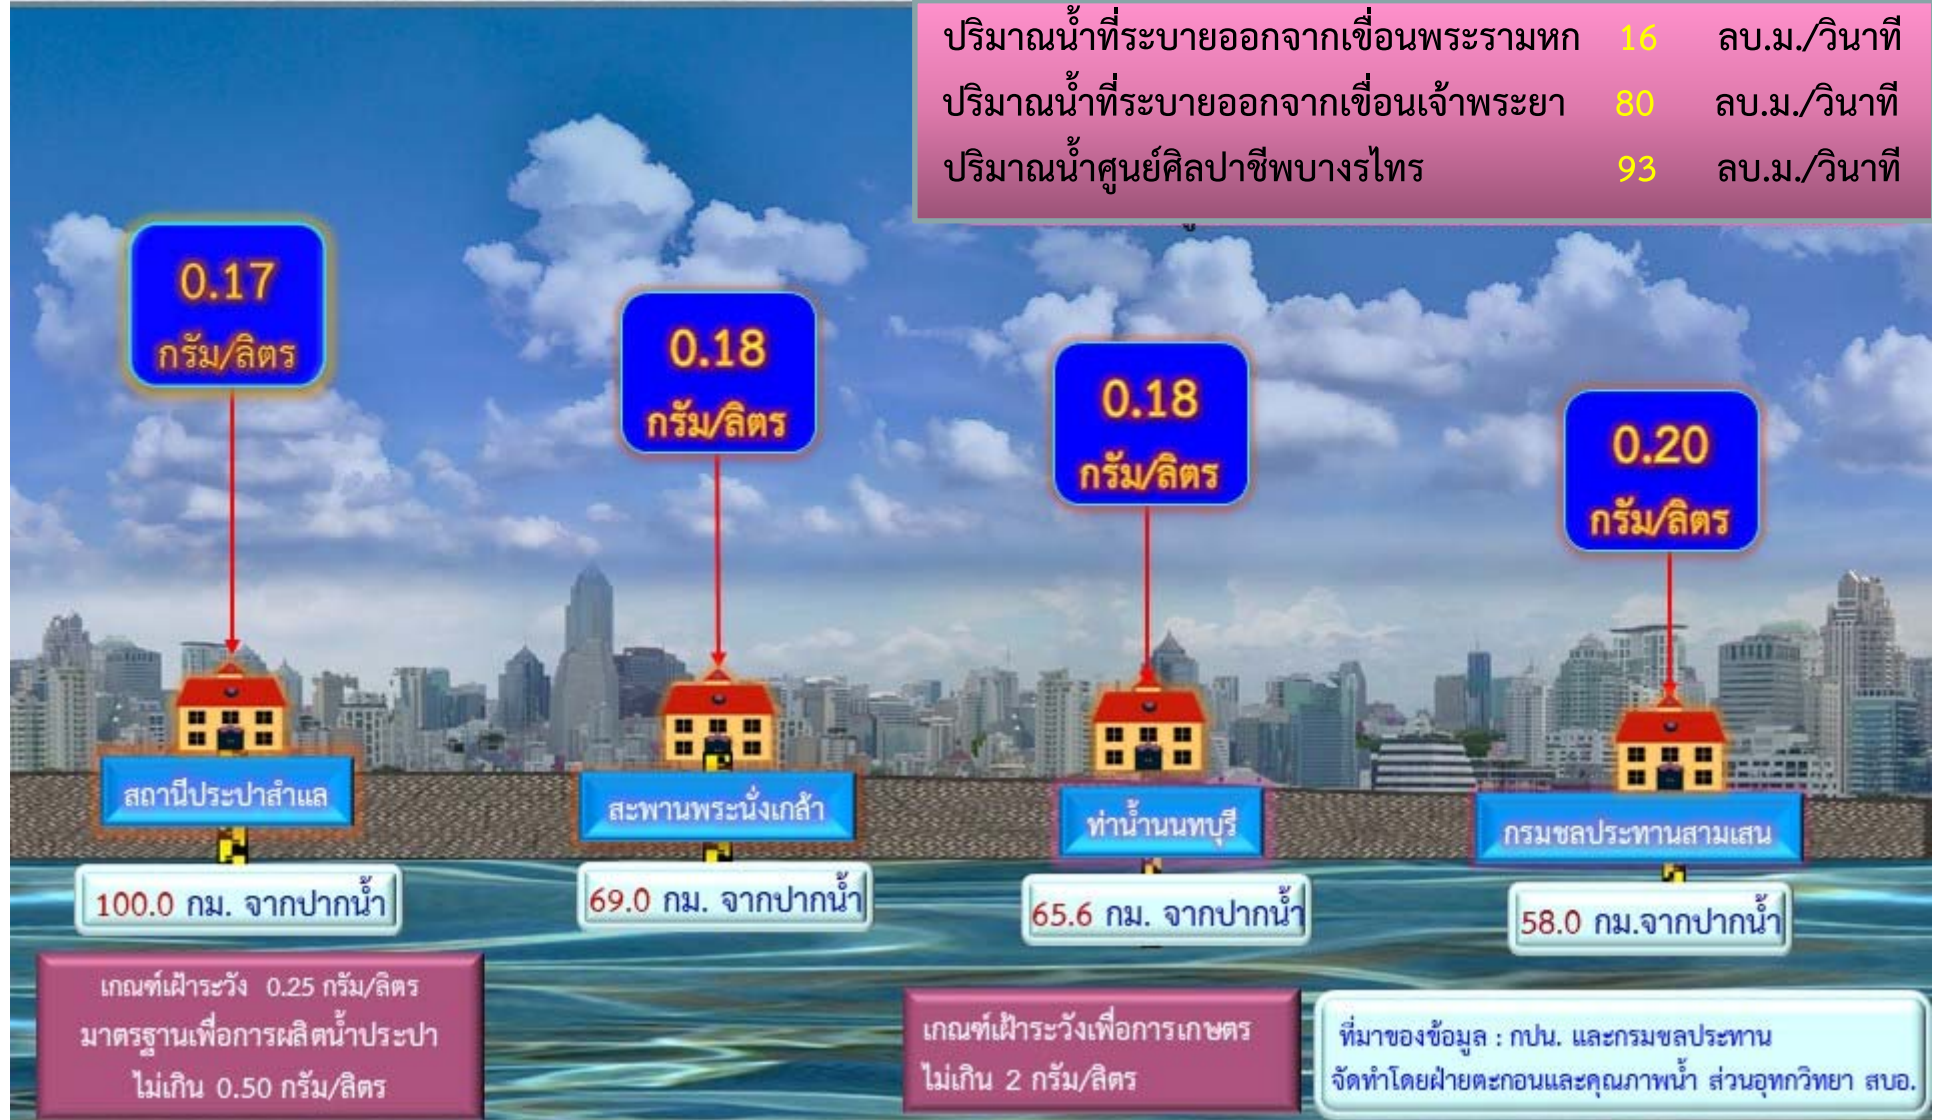 ปริมาณน้ำที่ระบายออกจากเขื่อนพระรามหก 16 ลบ.ม./วินาที
ปริมาณน้ำที่ระบายออกจากเขื่อนเจ้าพระยา 80 ลบ.ม./วินาที
ปริมาณน้ำศูนย์ศิลปาชีพบางรไทร 93 ลบ.ม./วินาที
0.17
กรัม/ลิตร
0.18
กรัม/ลิตร
0.18
กรัม/ลิตร
0.20
กรัม/ลิตร
สถานีประปาสำแล
สะพานพระนั่งเกล้า
ท่าน้ำนนทบุรี
กรมชลประทานสามเสน
100.0 กม. จากปากน้ำ
69.0 กม. จากปากน้ำ
65.6 กม. จากปากน้ำ
58.0 กม.จากปากน้ำ
เกณฑ์เฝ้าระวัง 0.25 กรัม/ลิตร
มาตรฐานเพื่อการผลิตน้ำประปา
ไม่เกิน 0.50 กรัม/ลิตร
เกณฑ์เฝ้าระวังเพื่อการเกษตร
ไม่เกิน 2 กรัม/ลิตร
ที่มาของข้อมูล : กปน. และกรมชลประทาน
จัดทำโดยฝ่ายตะกอนและคุณภาพน้ำ ส่วนอุทกวิทยา สบอ.